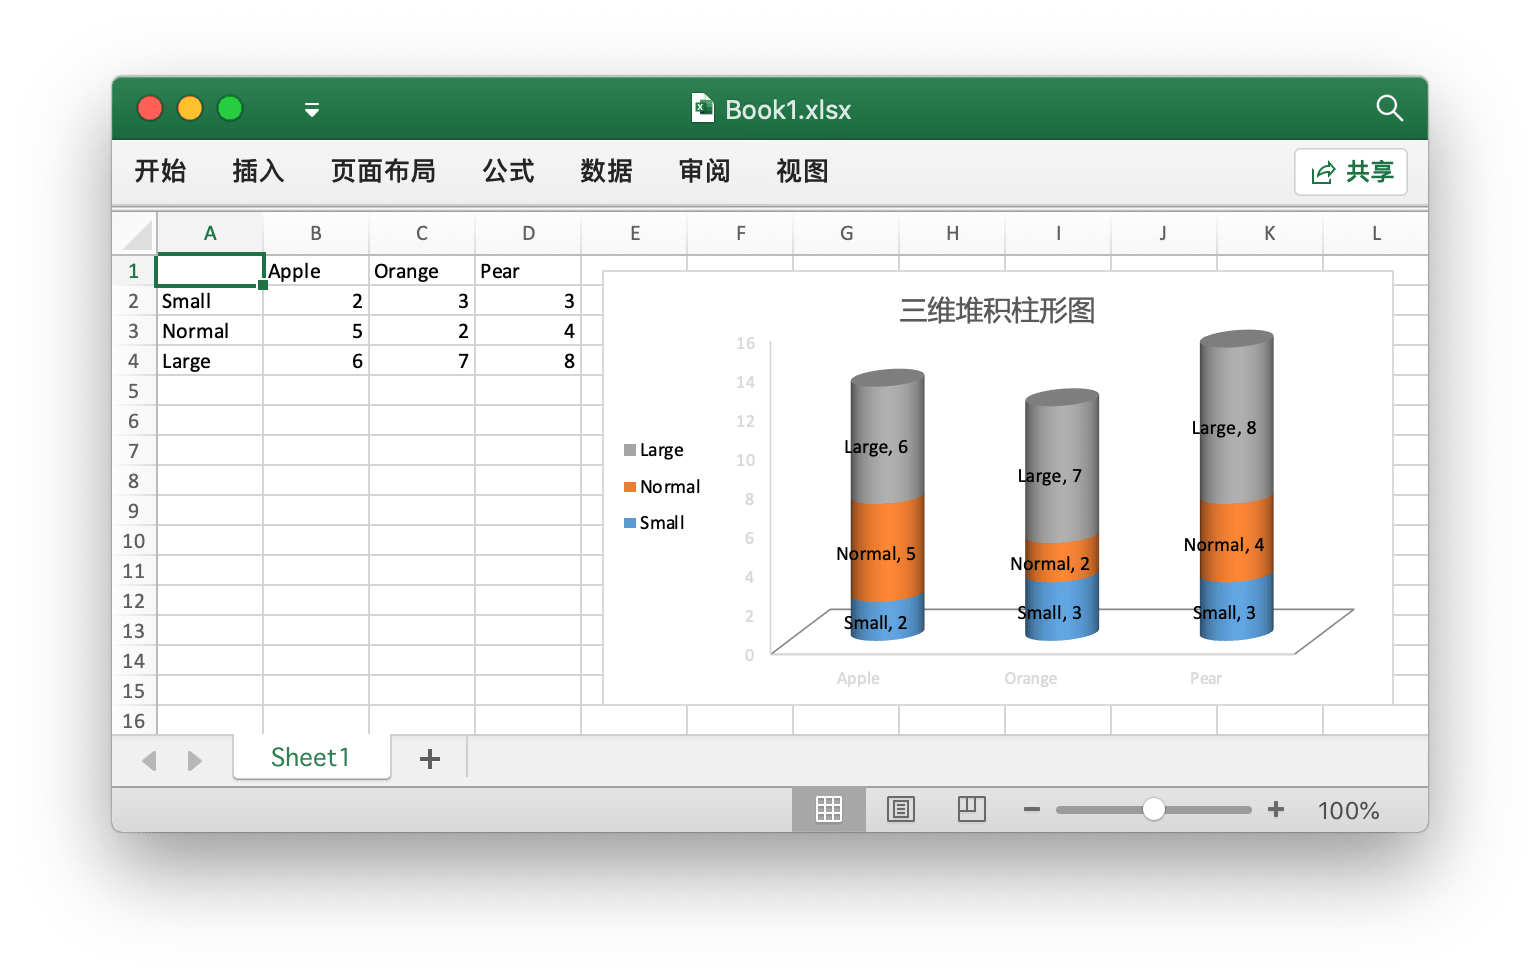 Book1.xlsx
开始 插入 页面布局 公式 数据 审阅 视图 共享
A B C D E F G H I J K L
1 Apple Orange Pear
2 Small 2 3 3
3 Normal 5 2 4
4 Large 6 7 8
5
6
7
8
9
10
11
12
13
14
15
16
三维堆积柱形图
16
14
12
10
8
6
4
2
0
Large
Normal
Small
Large, 6
Large, 7
Large, 8
Normal, 5
Normal, 2
Normal, 4
Small, 2
Small, 3
Small, 3
Apple Orange Pear
Sheet1
100%